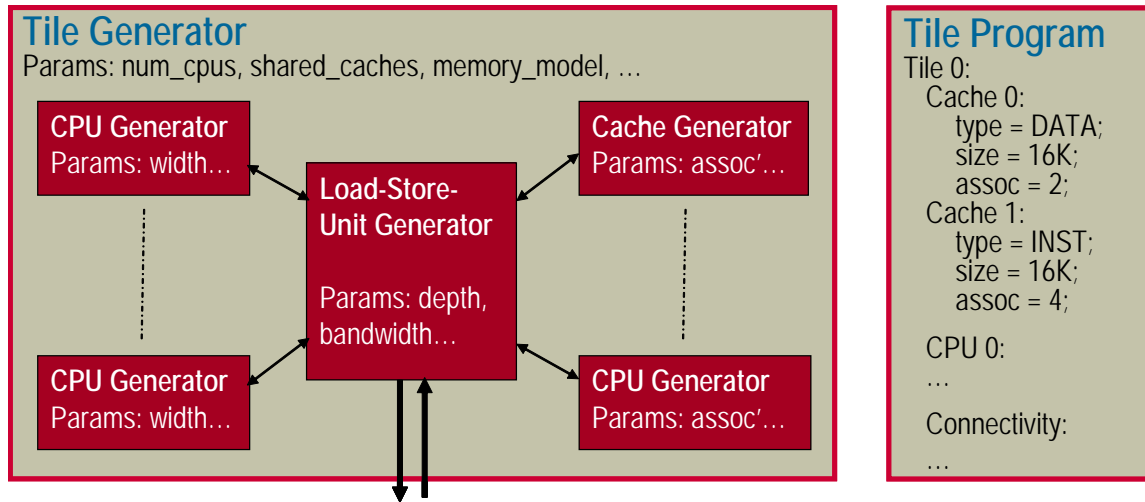 Tile Generator
Params: num_cpus, shared_caches, memory_model, …
CPU Generator
Params: width…
Cache Generator
Params: assoc'…
Load-Store-
Unit Generator
Params: depth,
bandwidth…
CPU Generator
Params: width…
CPU Generator
Params: assoc'…
Tile Program
Tile 0:
Cache 0:
type = DATA;
size = 16K;
assoc = 2;
Cache 1:
type = INST;
size = 16K;
assoc = 4;
CPU 0:
…
Connectivity:
…